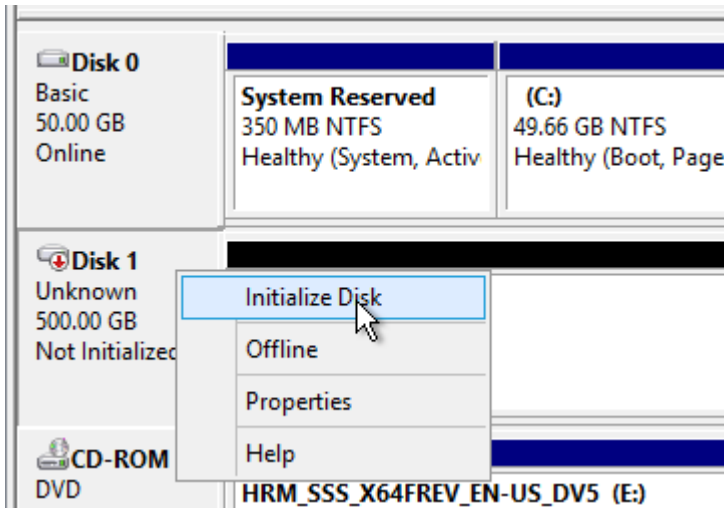 Disk 0
Basic
50.00 GB
Online
System Reserved
350 MB NTFS
Healthy (System, Activ
(C:)
49.66 GB NTFS
Healthy (Boot, Page
Disk 1
Unknown
500.00 GB
Not Initialized
Initialize Disk
Offline
Properties
Help
CD-ROM
DVD
HRM_SSS_X64FREV_EN-US_DV5 (E:)